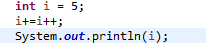 int i = 5;
i+=i++;
System.out.println(i);